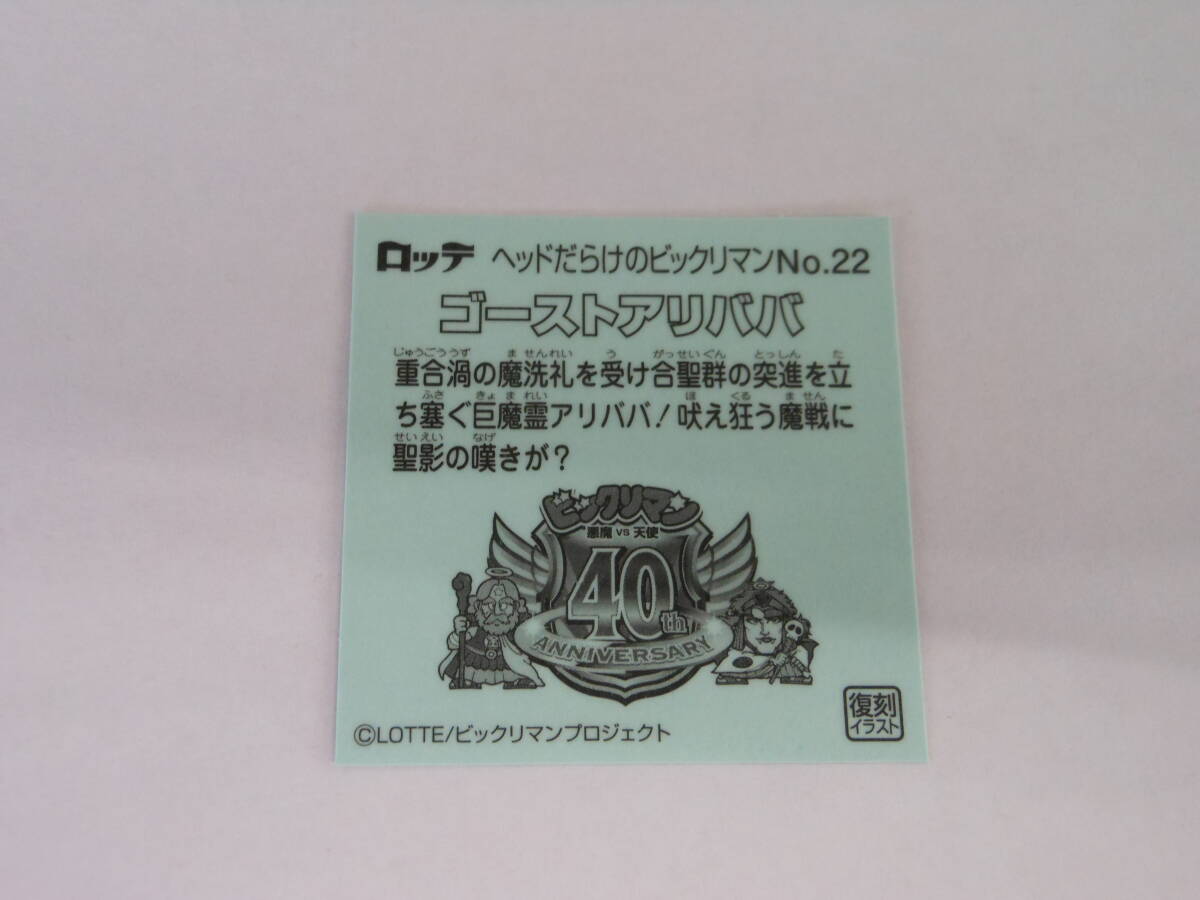 ロッテ ヘッドだらけのビックリマンNo.22
ゴーストアリババ
じゅうごううず ま せんれい う がっせいぐん とっしん た
重合渦の魔洗礼を受け合聖群の突進を立
ふさ きょ ま れい ほ くる ま せん
ち塞ぐ巨魔霊アリババ!吠え狂う魔戦に
せいえい なげ
聖影の嘆きが?
ビックリマン
悪魔 VS 天使
40th
ANNIVERSARY
©LOTTE/ビックリマンプロジェクト
復刻
イラスト